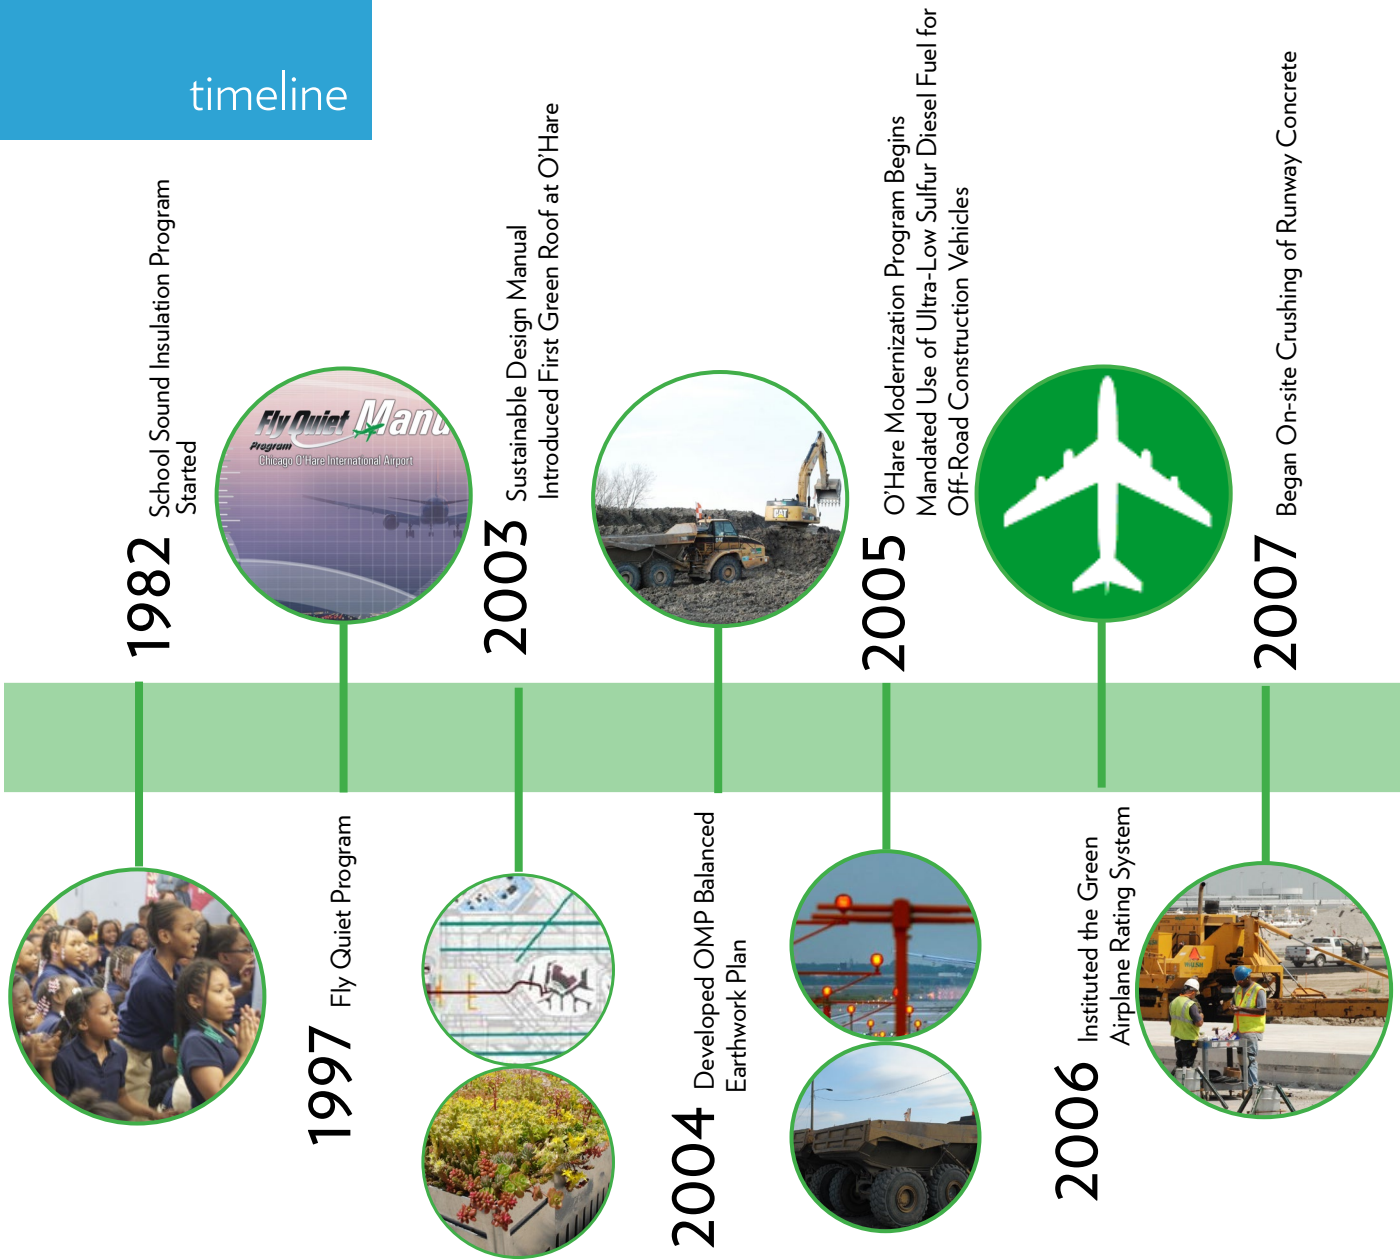 timeline
1982
School Sound Insulation Program
Started
Fly Quiet
Program
Manu
Chicago O'Hare International Airport
1997
Fly Quiet Program
2003
Sustainable Design Manual
Introduced First Green Roof at O'Hare
CAT
2004
Developed OMP Balanced
Earthwork Plan
2005
O'Hare Modernization Program Begins
Mandated Use of Ultra-Low Sulfur Diesel Fuel for
Off-Road Construction Vehicles
2006
Instituted the Green
Airplane Rating System
2007
Began On-site Crushing of Runway Concrete